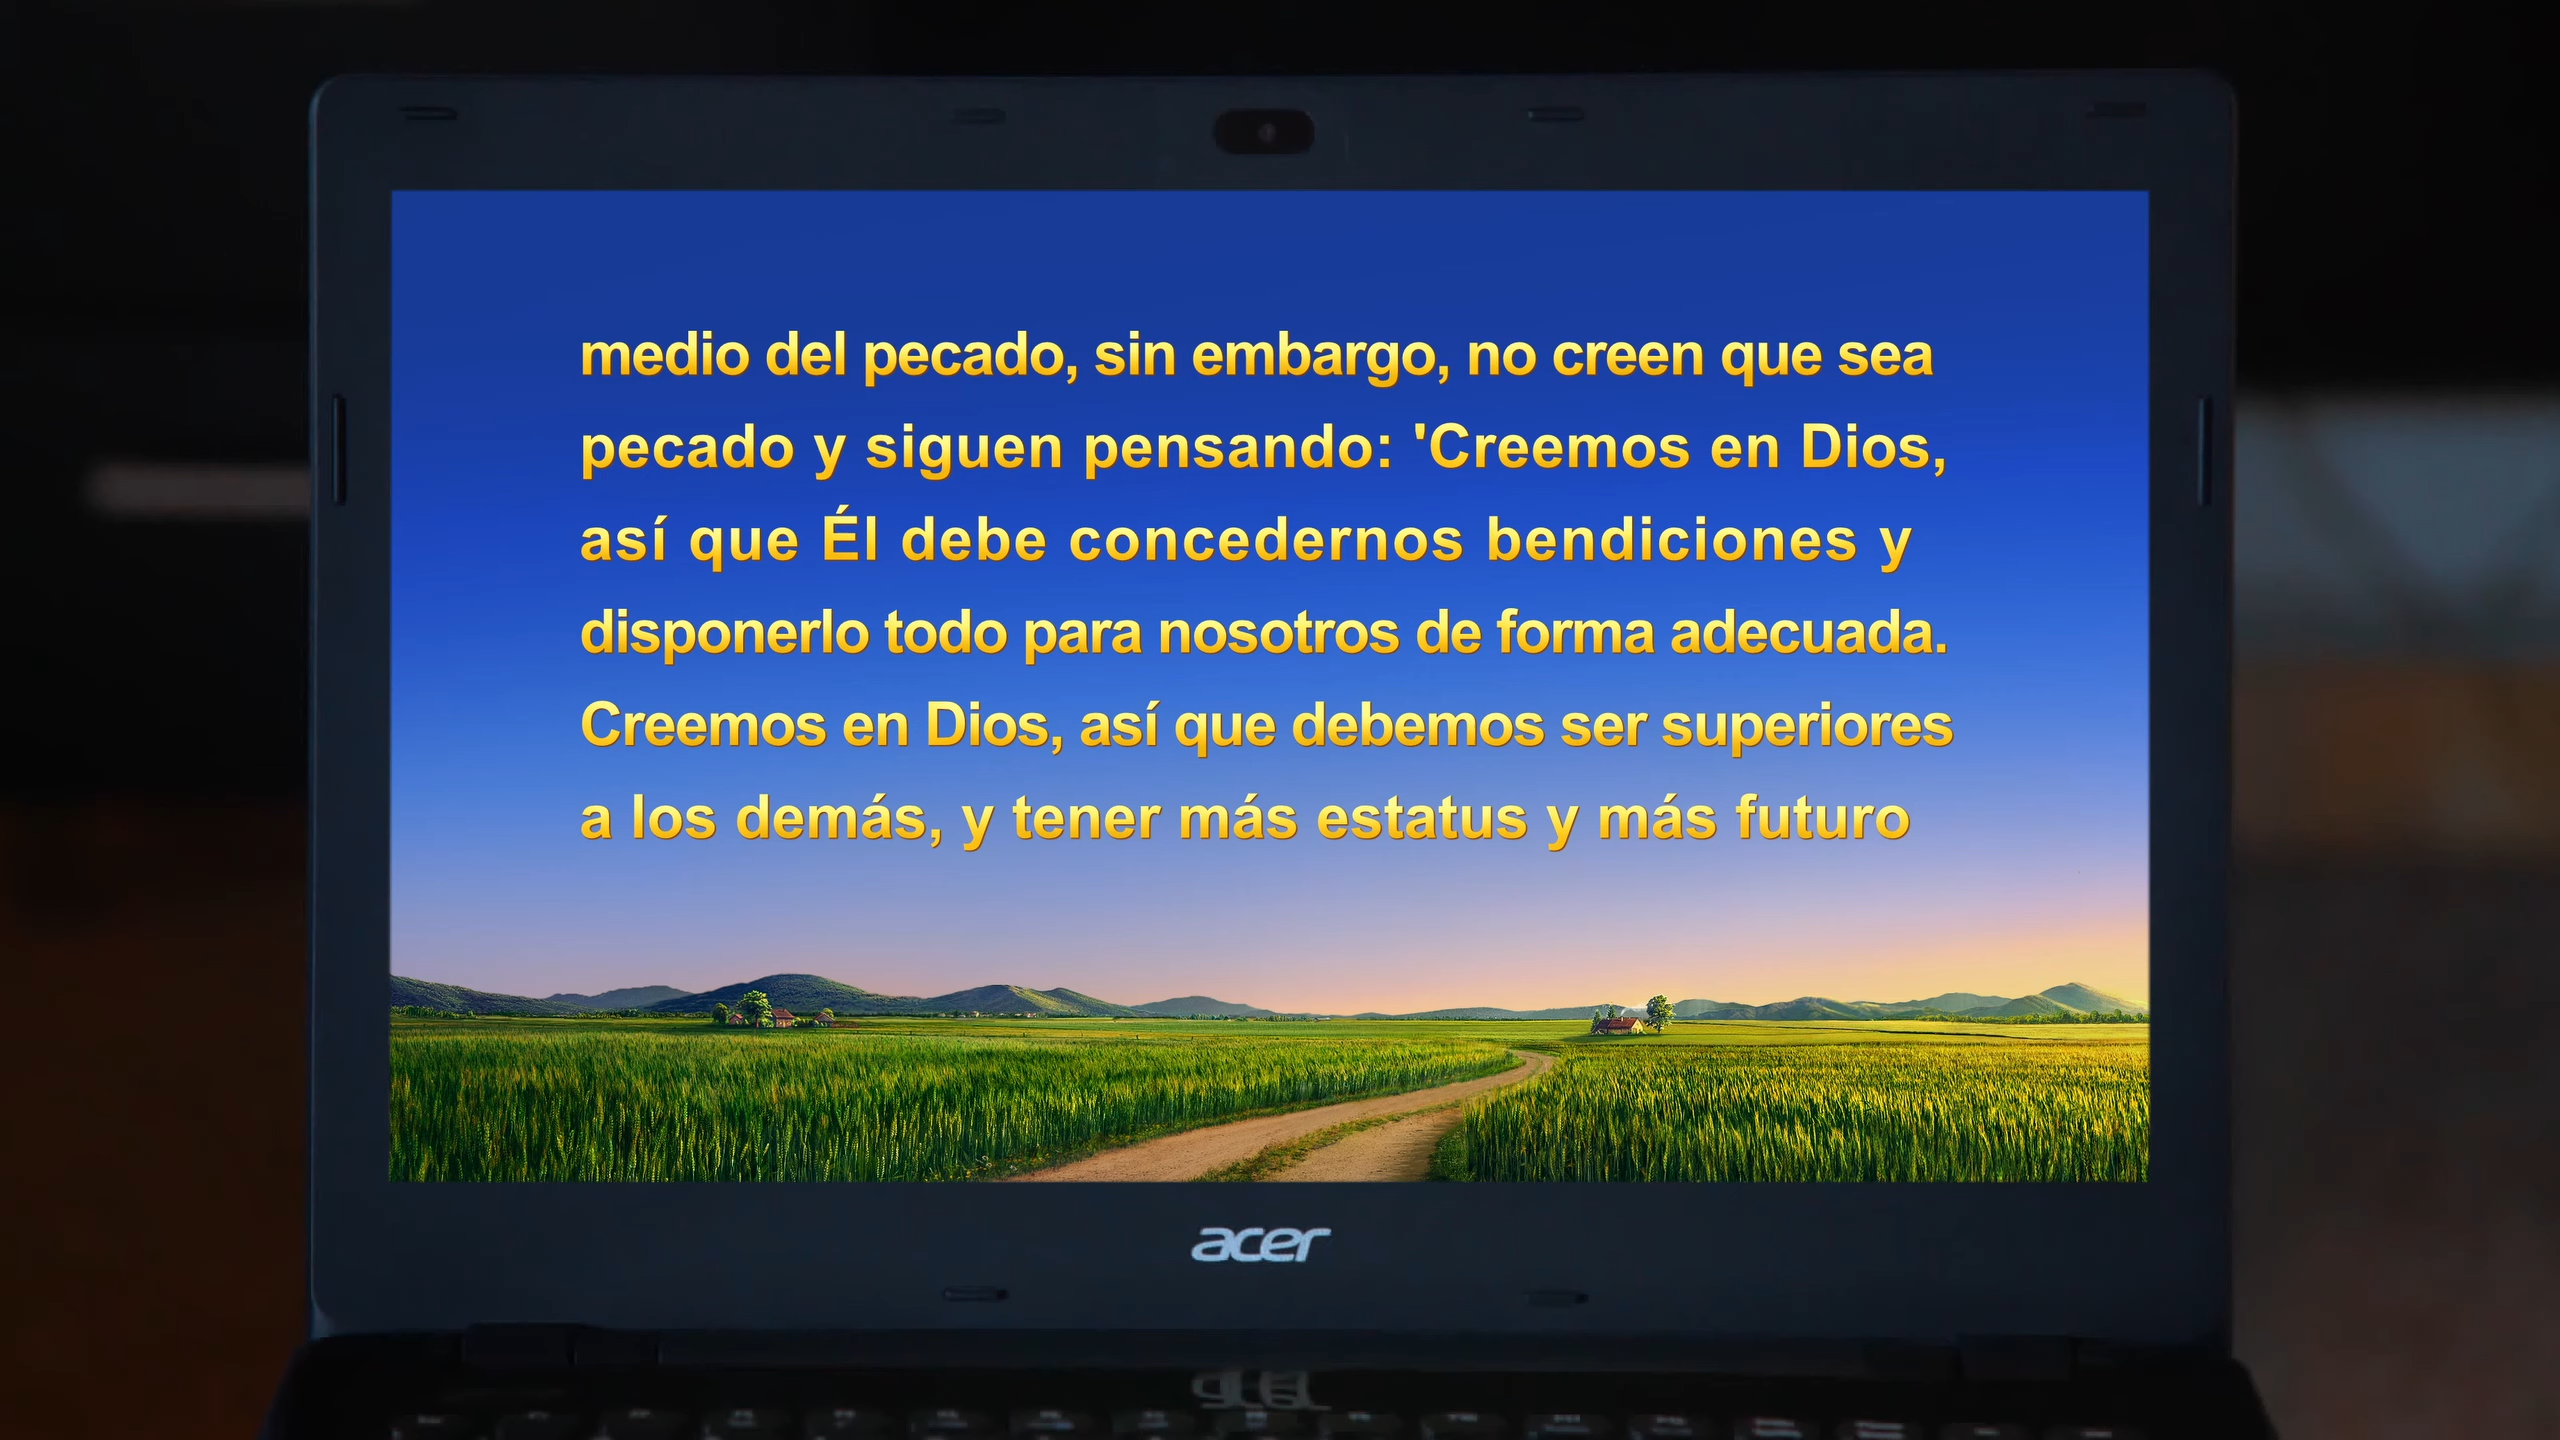 medio del pecado, sin embargo, no creen que sea
pecado y siguen pensando: 'Creemos en Dios,
así que Él debe concedernos bendiciones y
disponerlo todo para nosotros de forma adecuada.
Creemos en Dios, así que debemos ser superiores
a los demás, y tener más estatus y más futuro
acer